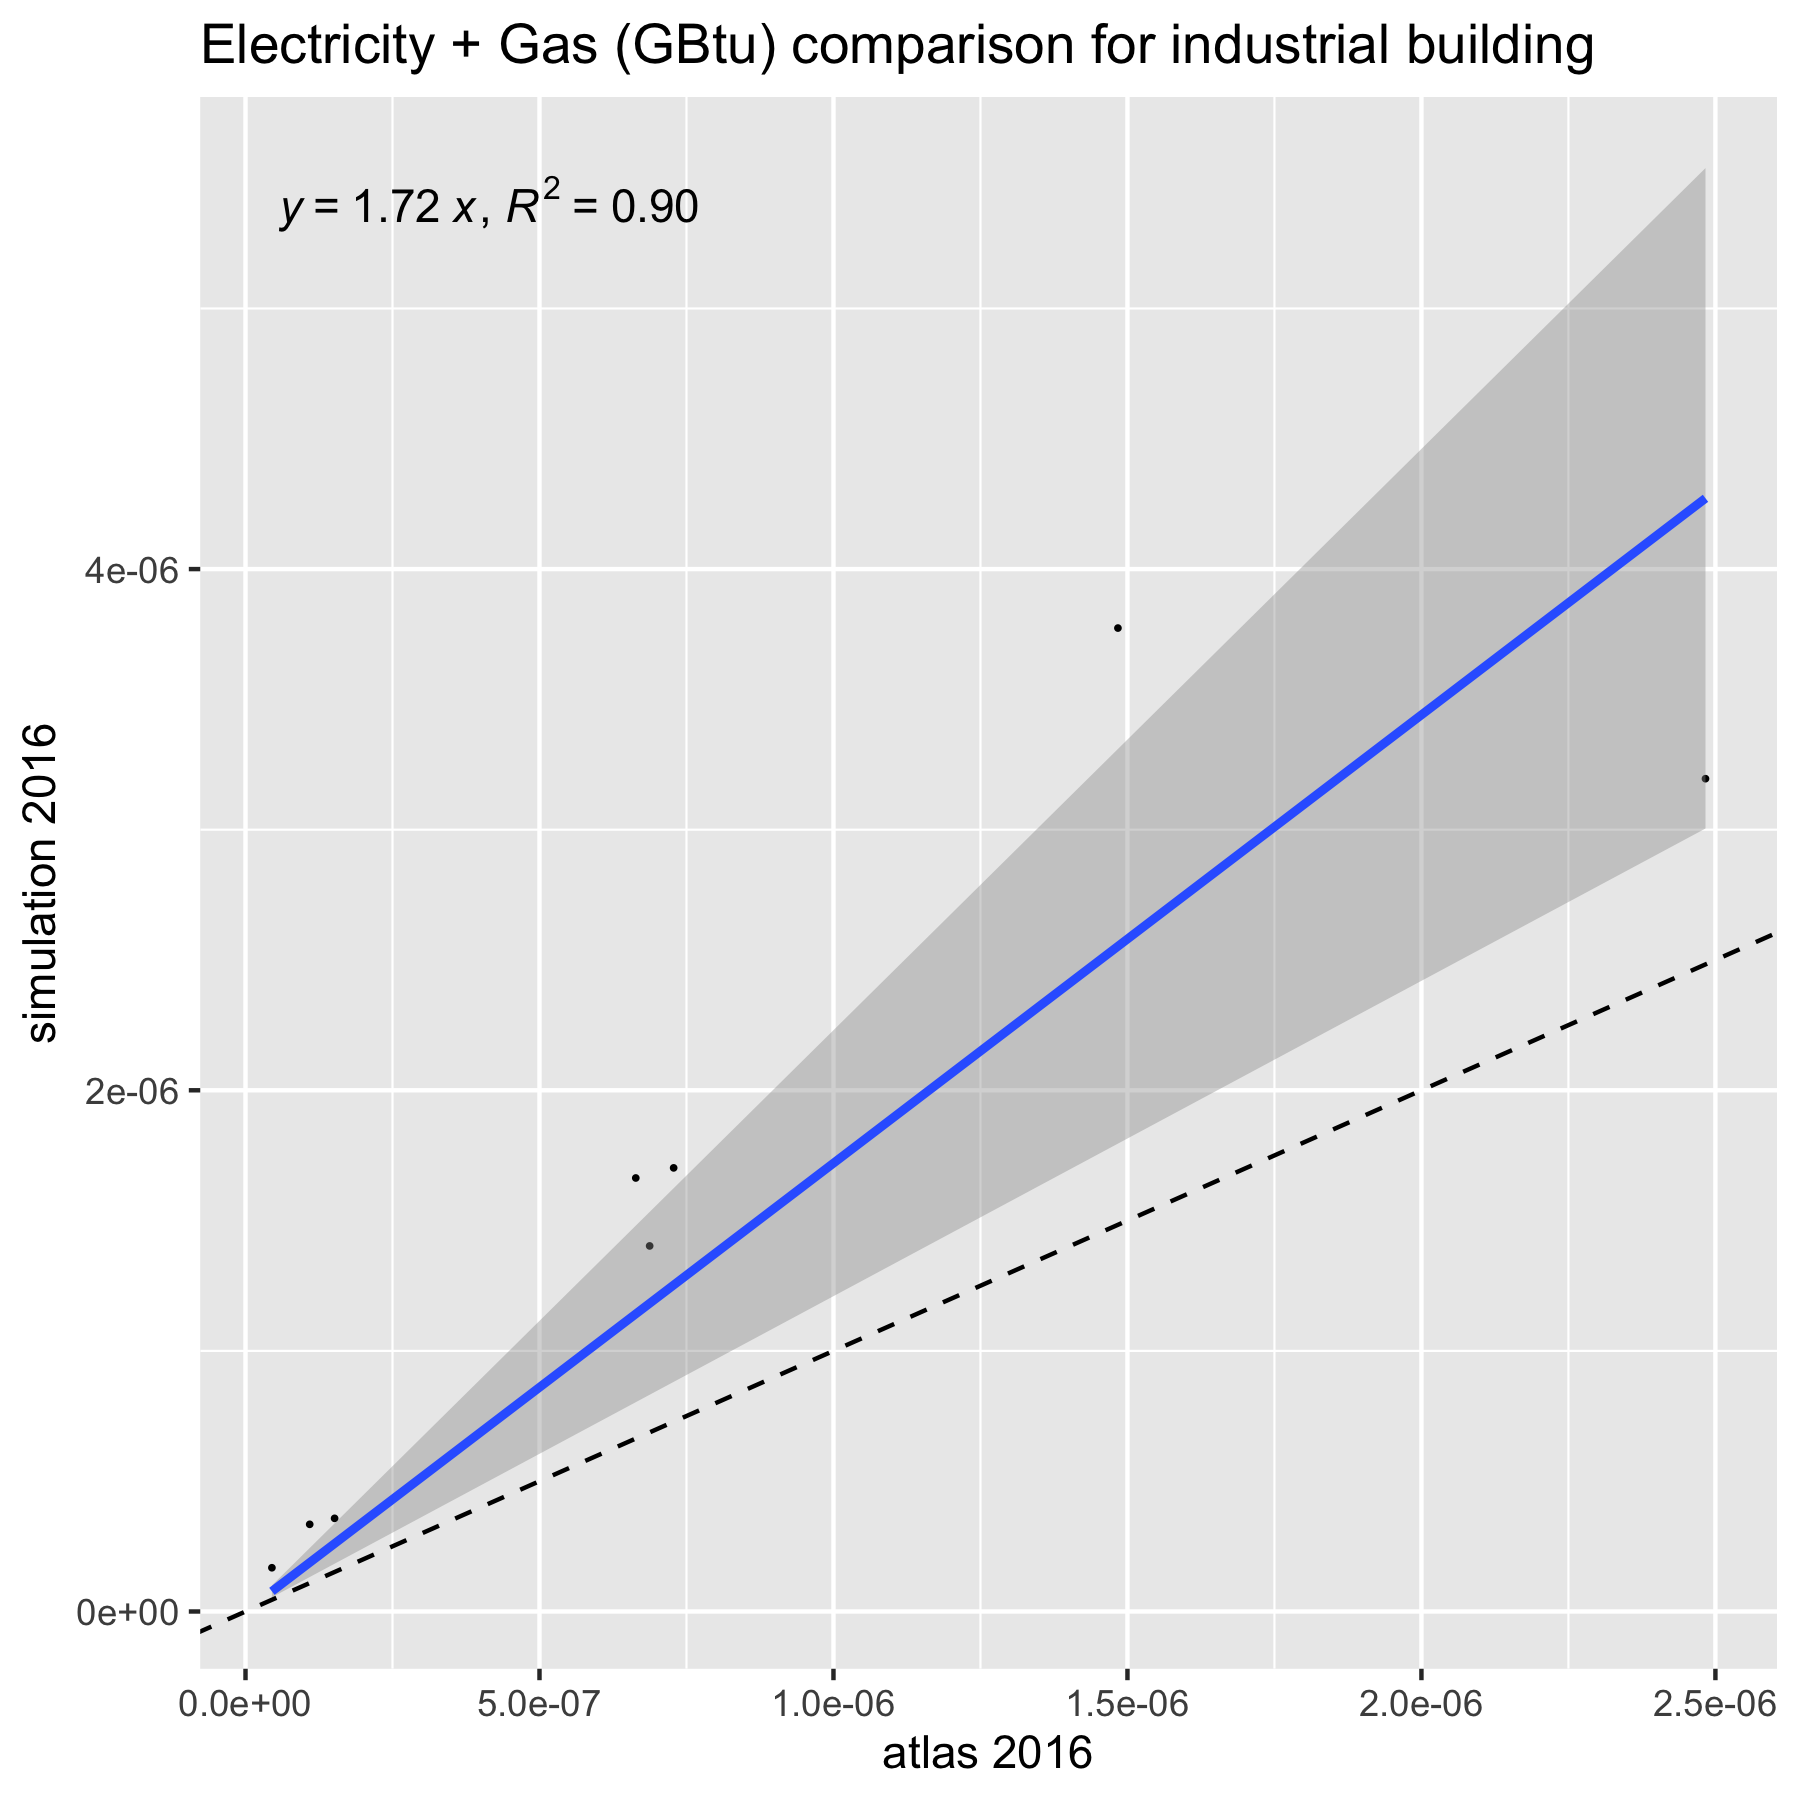 Electricity + Gas (GBtu) comparison for industrial building
y = 1.72 x, R² = 0.90
simulation 2016
4e-06
2e-06
0e+00
0.0e+00 5.0e-07 1.0e-06 1.5e-06 2.0e-06 2.5e-06
atlas 2016